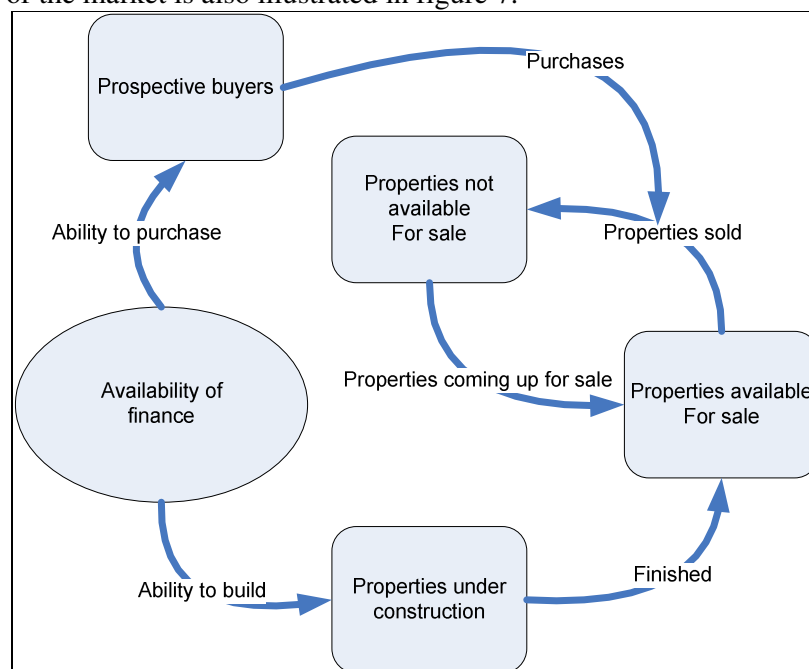 of the market is also illustrated in figure 7.
Prospective buyers
Purchases
Properties not
available
For sale
Ability to purchase
Properties sold
Availability of
finance
Properties coming up for sale
Properties available
For sale
Ability to build
Properties under
construction
Finished